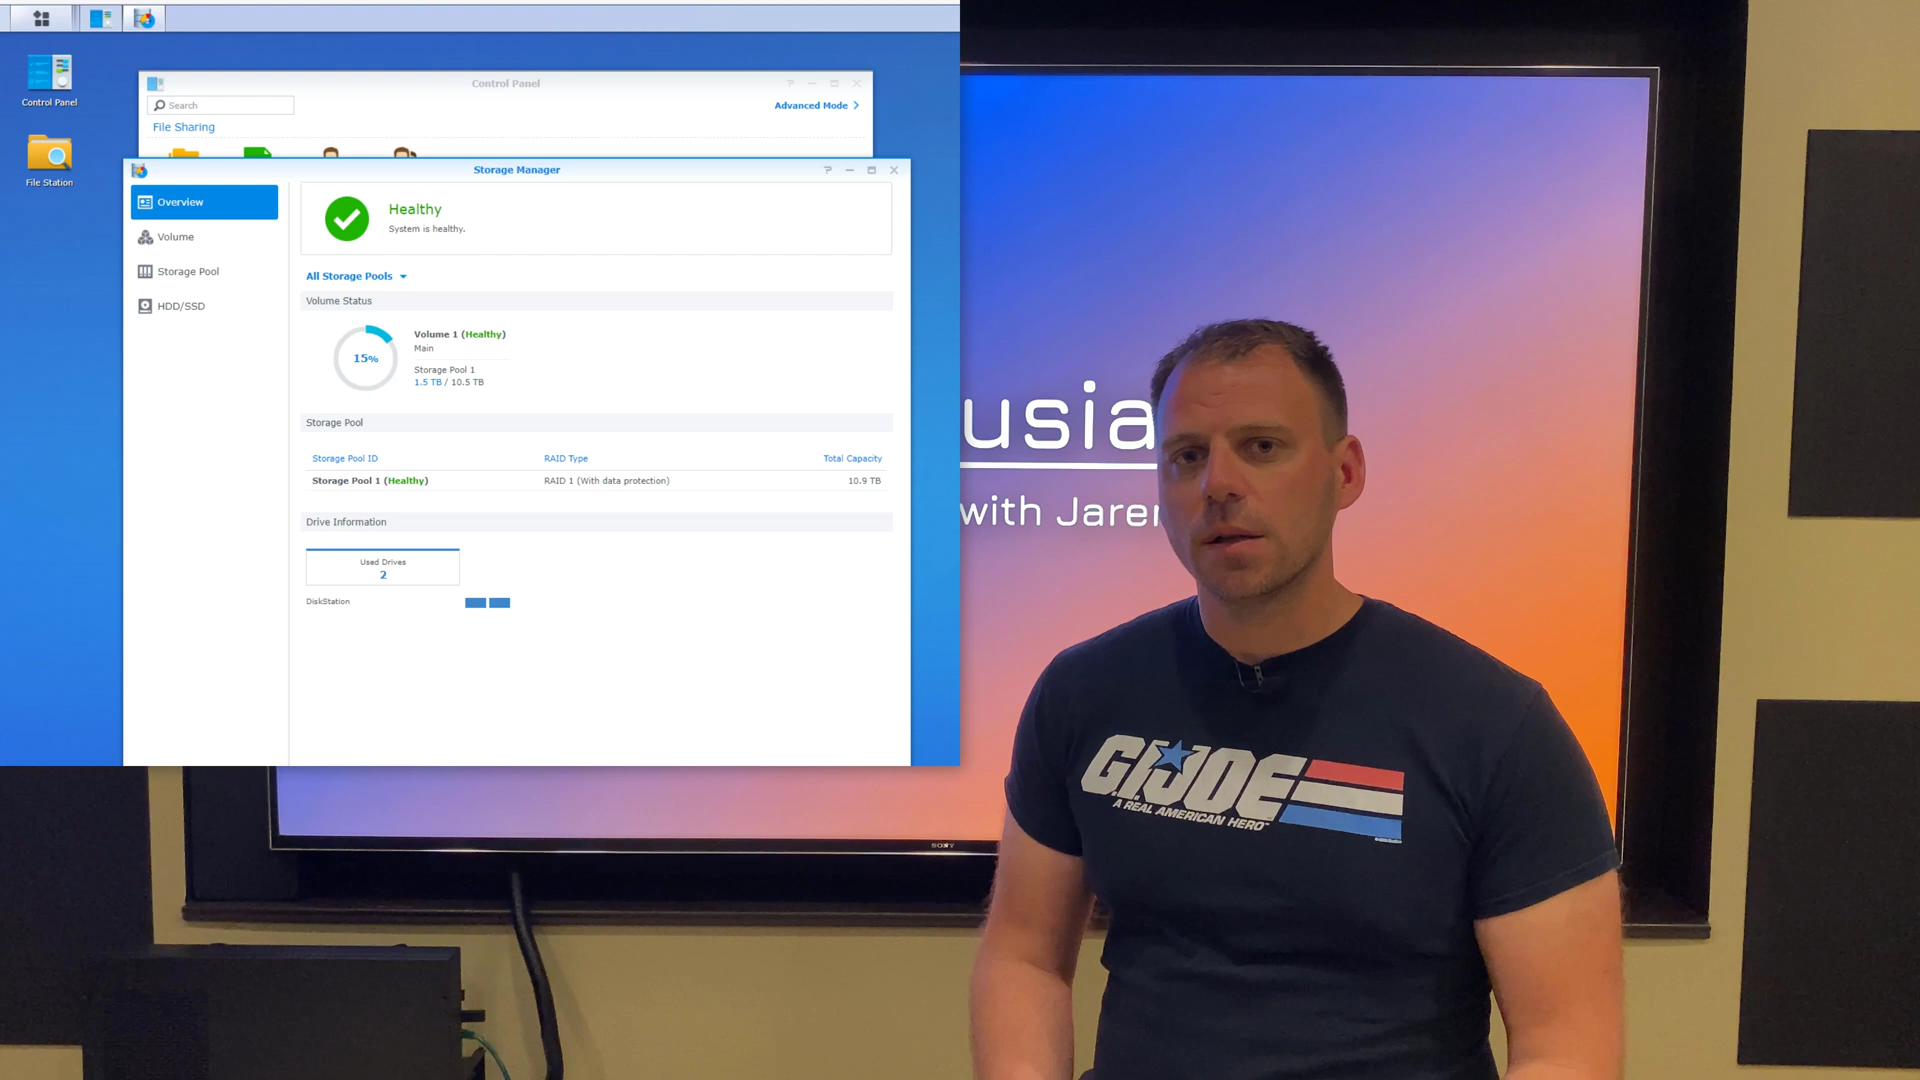 Control Panel
Search
Advanced Mode
File Sharing
Control Panel
File Station
Storage Manager
Overview
Volume
Storage Pool
HDD/SSD
Healthy
System is healthy.
All Storage Pools
Volume Status
15%
Volume 1 (Healthy)
Main
Storage Pool 1
1.5 TB / 10.5 TB
Storage Pool
Storage Pool ID RAID Type Total Capacity
Storage Pool 1 (Healthy) RAID 1 (With data protection) 10.9 TB
Drive Information
Used Drives
2
DiskStation
usia
with Jare
SONY
G.I.JOE
A REAL AMERICAN HERO